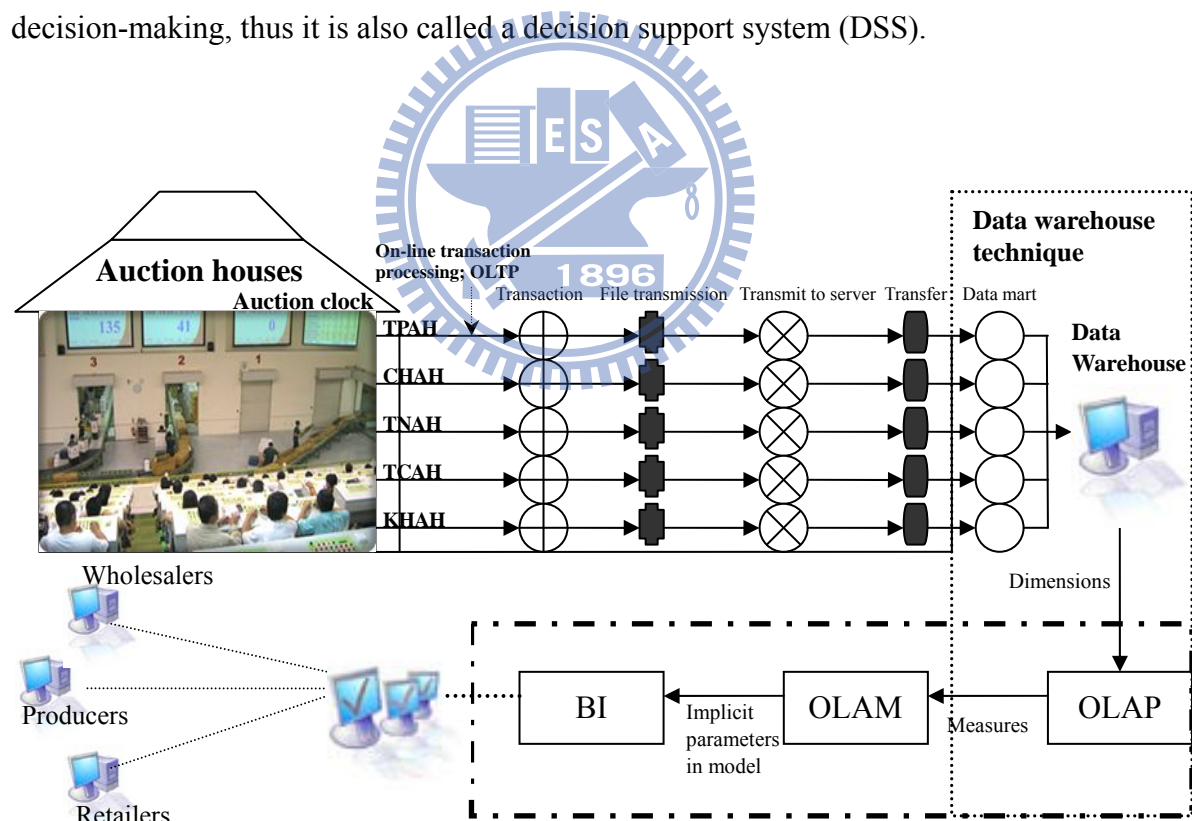 decision-making, thus it is also called a decision support system (DSS).
E S A
1896
Auction houses
Auction clock
On-line transaction
processing; OLTP
Transaction
File transmission
Transmit to server
Transfer
Data mart
Data warehouse
technique
Data
Warehouse
135
41
0
3
2
1
TPAH
CHAH
TNAH
TCAH
KHAH
Dimensions
Wholesalers
Producers
Retailers
BI
Implicit
parameters
in model
OLAM
Measures
OLAP